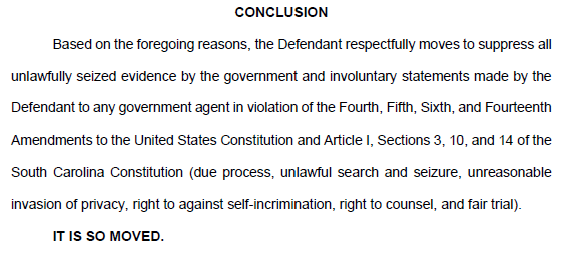 CONCLUSION
Based on the foregoing reasons, the Defendant respectfully moves to suppress all
unlawfully seized evidence by the government and involuntary statements made by the
Defendant to any government agent in violation of the Fourth, Fifth, Sixth, and Fourteenth
Amendments to the United States Constitution and Article I, Sections 3, 10, and 14 of the
South Carolina Constitution (due process, unlawful search and seizure, unreasonable
invasion of privacy, right to against self-incrimination, right to counsel, and fair trial).
IT IS SO MOVED.